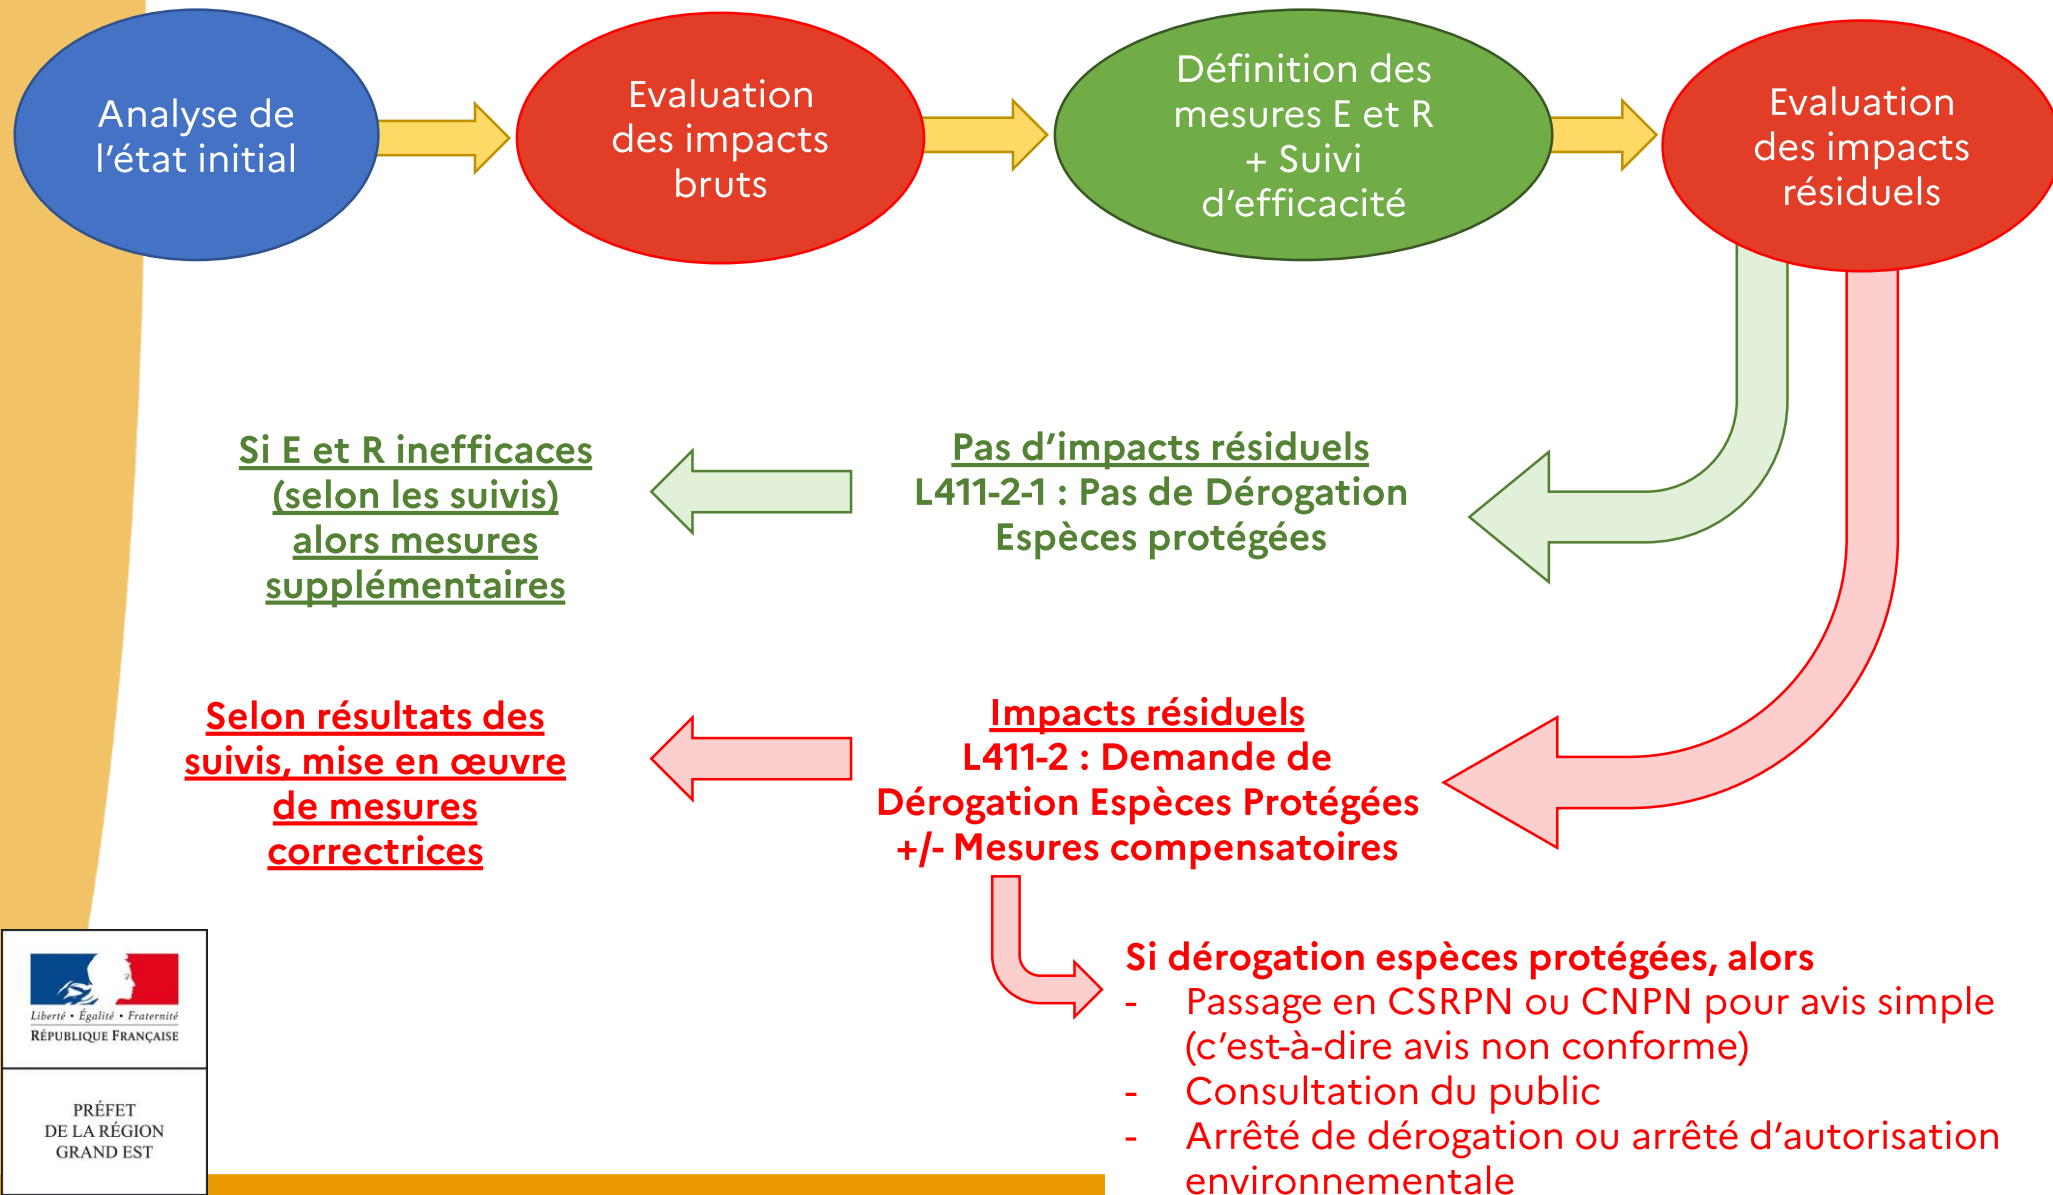 Analyse de
l’état initial
Evaluation
des impacts
bruts
Définition des
mesures E et R
+ Suivi
d’efficacité
Evaluation
des impacts
résiduels
Pas d’impacts résiduels
L411-2-1 : Pas de Dérogation
Espèces protégées
Si E et R inefficaces
(selon les suivis)
alors mesures
supplémentaires
Impacts résiduels
L411-2 : Demande de
Dérogation Espèces Protégées
+/- Mesures compensatoires
Selon résultats des
suivis, mise en œuvre
de mesures
correctrices
Si dérogation espèces protégées, alors
- Passage en CSRPN ou CNPN pour avis simple
(c’est-à-dire avis non conforme)
- Consultation du public
- Arrêté de dérogation ou arrêté d’autorisation
environnementale
Liberté • Égalité • Fraternité
RÉPUBLIQUE FRANÇAISE
PRÉFET
DE LA RÉGION
GRAND EST